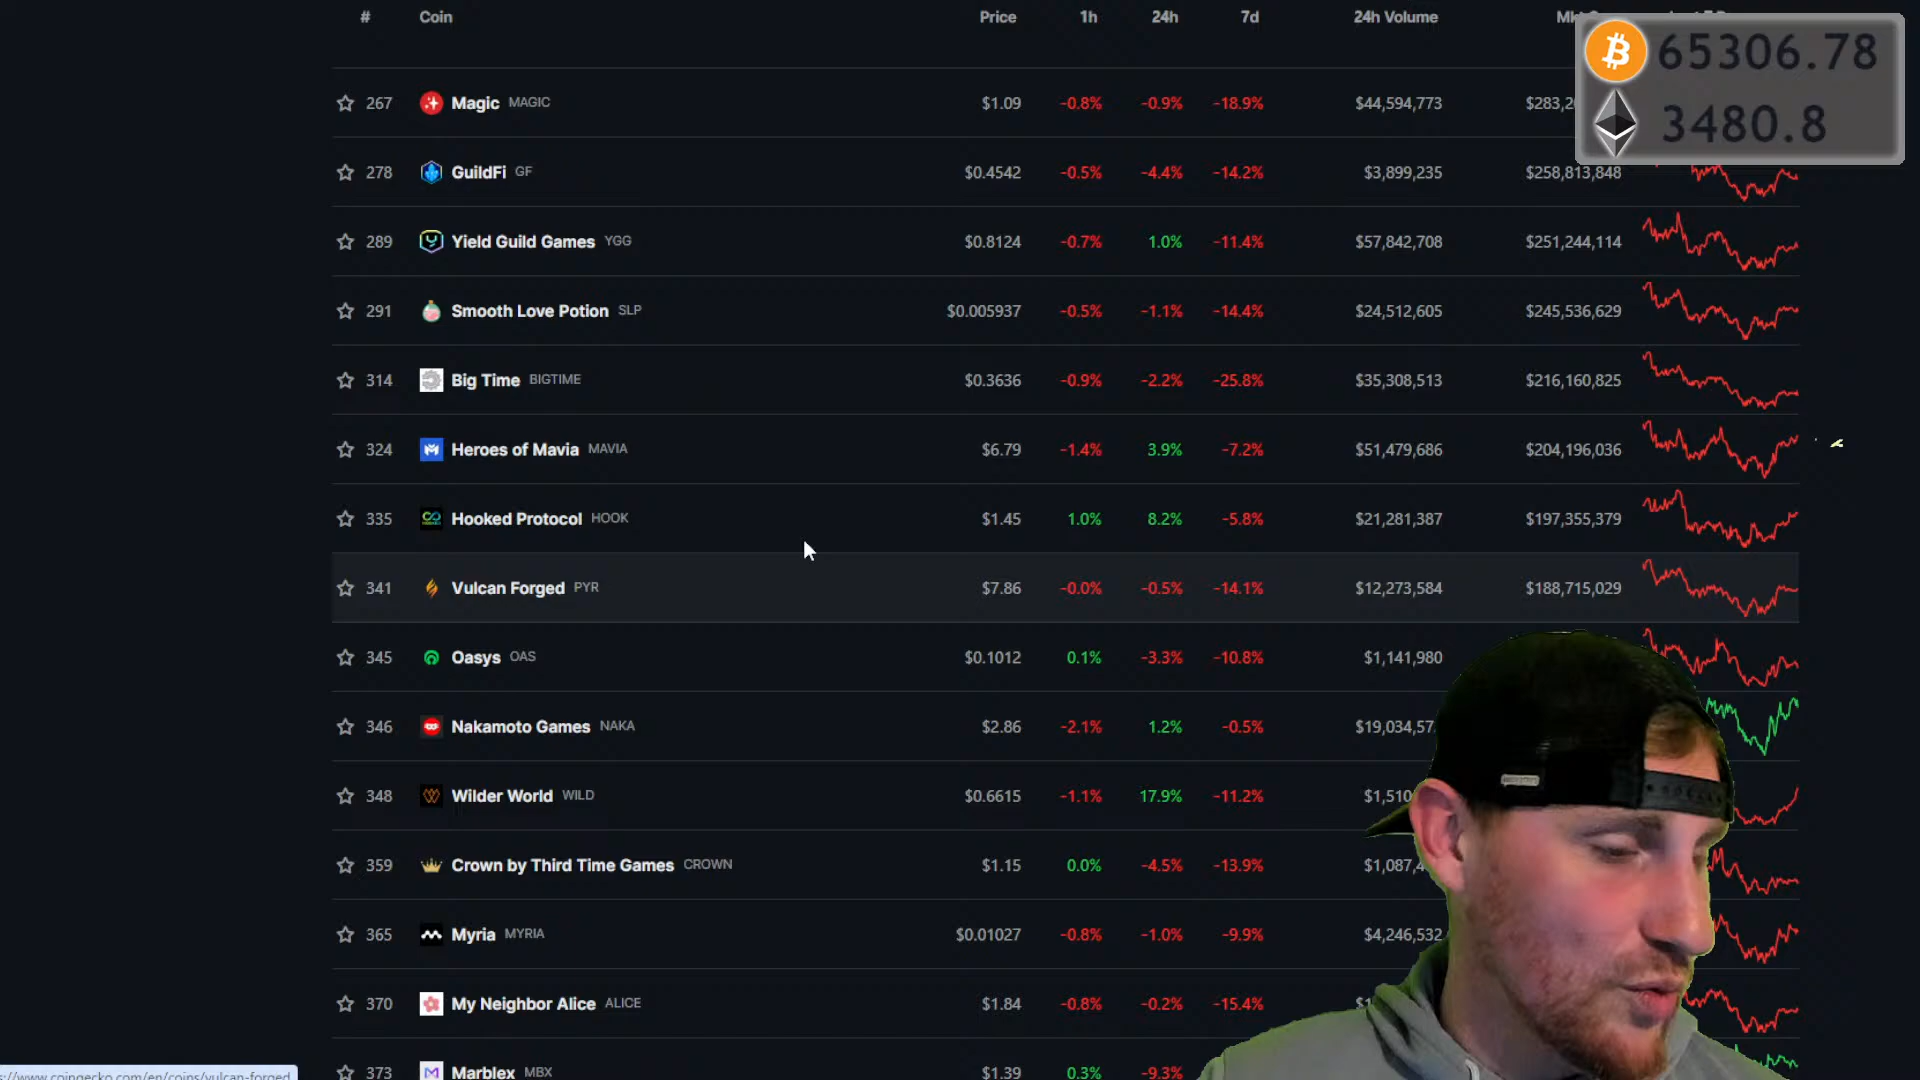 # Coin Price 1h 24h 7d 24h Volume
65306.78
3480.8
267 Magic MAGIC $1.09 -0.8% -0.9% -18.9% $44,594,773
278 GuildFi GF $0.4542 -0.5% -4.4% -14.2% $3,899,235 $258,813,848
289 Yield Guild Games YGG $0.8124 -0.7% 1.0% -11.4% $57,842,708 $251,244,114
291 Smooth Love Potion SLP $0.005937 -0.5% -1.1% -14.4% $24,512,605 $245,536,629
314 Big Time BIGTIME $0.3636 -0.9% -2.2% -25.8% $35,308,513 $216,160,825
324 Heroes of Mavia MAVIA $6.79 -1.4% 3.9% -7.2% $51,479,686 $204,196,036
335 Hooked Protocol HOOK $1.45 1.0% 8.2% -5.8% $21,281,387 $197,355,379
341 Vulcan Forged PYR $7.86 -0.0% -0.5% -14.1% $12,273,584 $188,715,029
345 Oasys OAS $0.1012 0.1% -3.3% -10.8% $1,141,980
346 Nakamoto Games NAKA $2.86 -2.1% 1.2% -0.5%
348 Wilder World WILD $0.6615 -1.1% 17.9% -11.2%
359 Crown by Third Time Games CROWN $1.15 0.0% -4.5% -13.9%
365 Myria MYRIA $0.01027 -0.8% -1.0% -9.9% $4,246,532
370 My Neighbor Alice ALICE $1.84 -0.8% -0.2% -15.4%
373 Marblex MBX $1.39 0.3% -9.3%
s://www.coingecko.com/en/coins/vulcan-forged